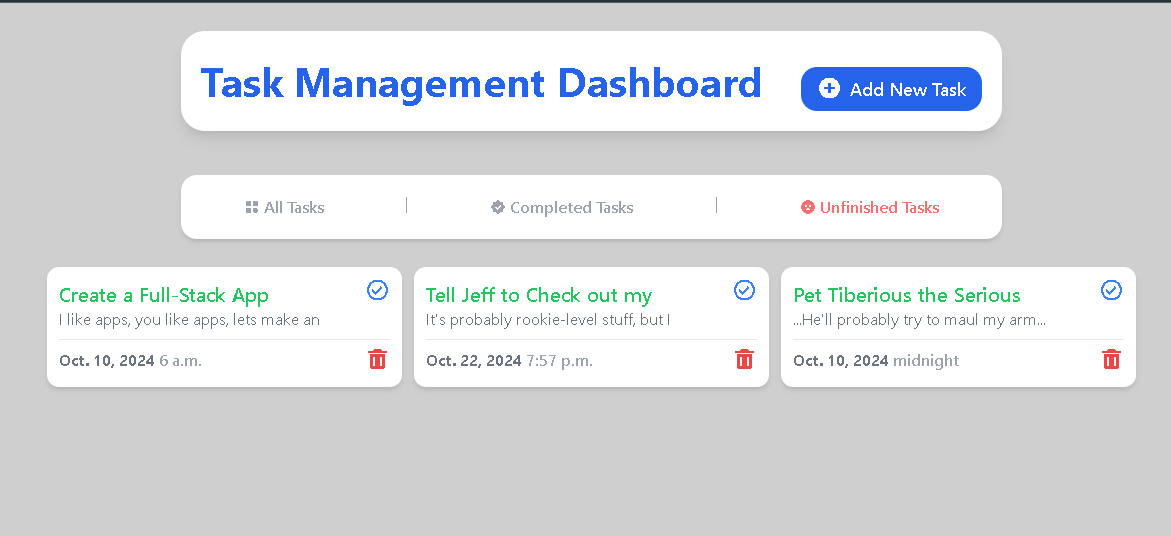 Task Management Dashboard
Add New Task
All Tasks
Completed Tasks
Unfinished Tasks
Create a Full-Stack App
I like apps, you like apps, lets make an
Oct. 10, 2024 6 a.m.
Tell Jeff to Check out my
It's probably rookie-level stuff, but I
Oct. 22, 2024 7:57 p.m.
Pet Tiberious the Serious
...He'll probably try to maul my arm...
Oct. 10, 2024 midnight